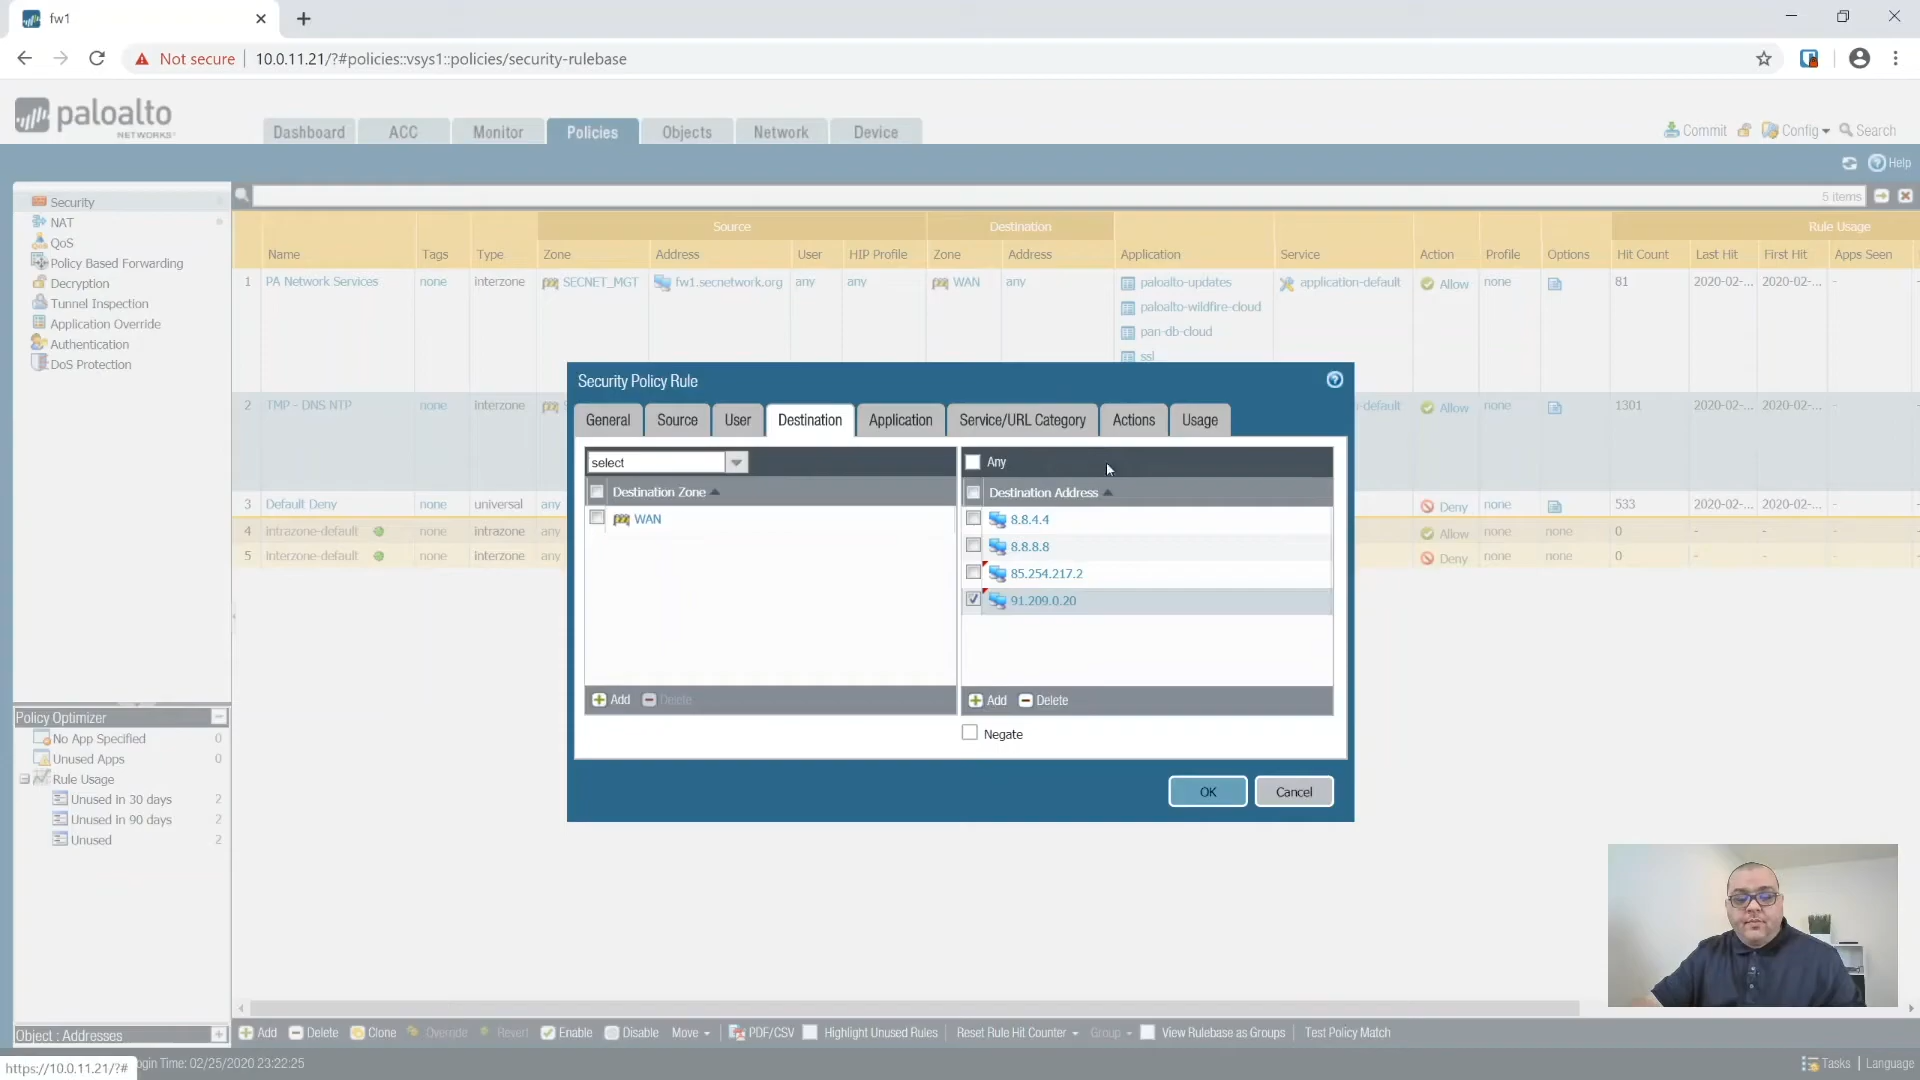 fw1
Not secure 10.0.11.21/?#policies::vsys1::policies/security-rulebase
paloalto
NETWORKS
Dashboard ACC Monitor Policies Objects Network Device
Commit Config Search
Help
5 items
Security
NAT
QoS
Policy Based Forwarding
Decryption
Tunnel Inspection
Application Override
Authentication
DoS Protection
Source Destination Rule Usage
Name Tags Type Zone Address User HIP Profile Zone Address Application Service Action Profile Options Hit Count Last Hit First Hit Apps Seen
1 PA Network Services none interzone SECNET_MGT fw1.secnetwork.org any any WAN any paloalto-updates application-default Allow none 81 2020-02-... 2020-02-... -
paloalto-wildfire-cloud
pan-db-cloud
ssl
2 TMP - DNS NTP none interzone -default Allow none 1301 2020-02-... 2020-02-... -
3 Default Deny none universal any Deny none 533 2020-02-... 2020-02-... -
4 intrazone-default none intrazone any Allow none none 0 - - -
5 interzone-default none interzone any Deny none none 0 - - -
Security Policy Rule
General Source User Destination Application Service/URL Category Actions Usage
select
Destination Zone
WAN
Add Delete
Any
Destination Address
8.8.4.4
8.8.8.8
85.254.217.2
91.209.0.20
Add Delete
Negate
OK Cancel
Policy Optimizer
No App Specified 0
Unused Apps 0
Rule Usage
Unused in 30 days 2
Unused in 90 days 2
Unused 2
Object : Addresses
Add Delete Clone Override Revert Enable Disable Move PDF/CSV Highlight Unused Rules Reset Rule Hit Counter Group View Rulebase as Groups Test Policy Match
https://10.0.11.21/?# ogin Time: 02/25/2020 23:22:25
Tasks | Language